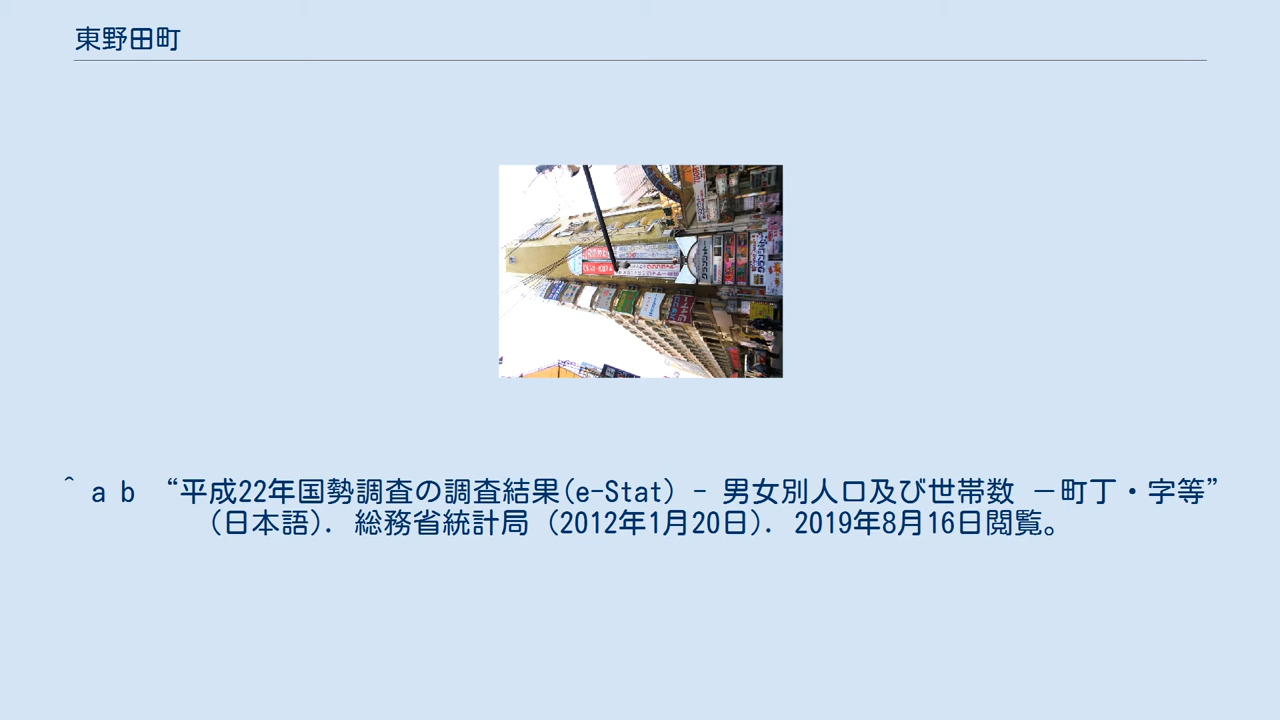 東野田町
^ a b “平成22年国勢調査の調査結果(e-Stat) - 男女別人口及び世帯数 －町丁・字等”
(日本語). 総務省統計局 (2012年1月20日). 2019年8月16日閲覧。